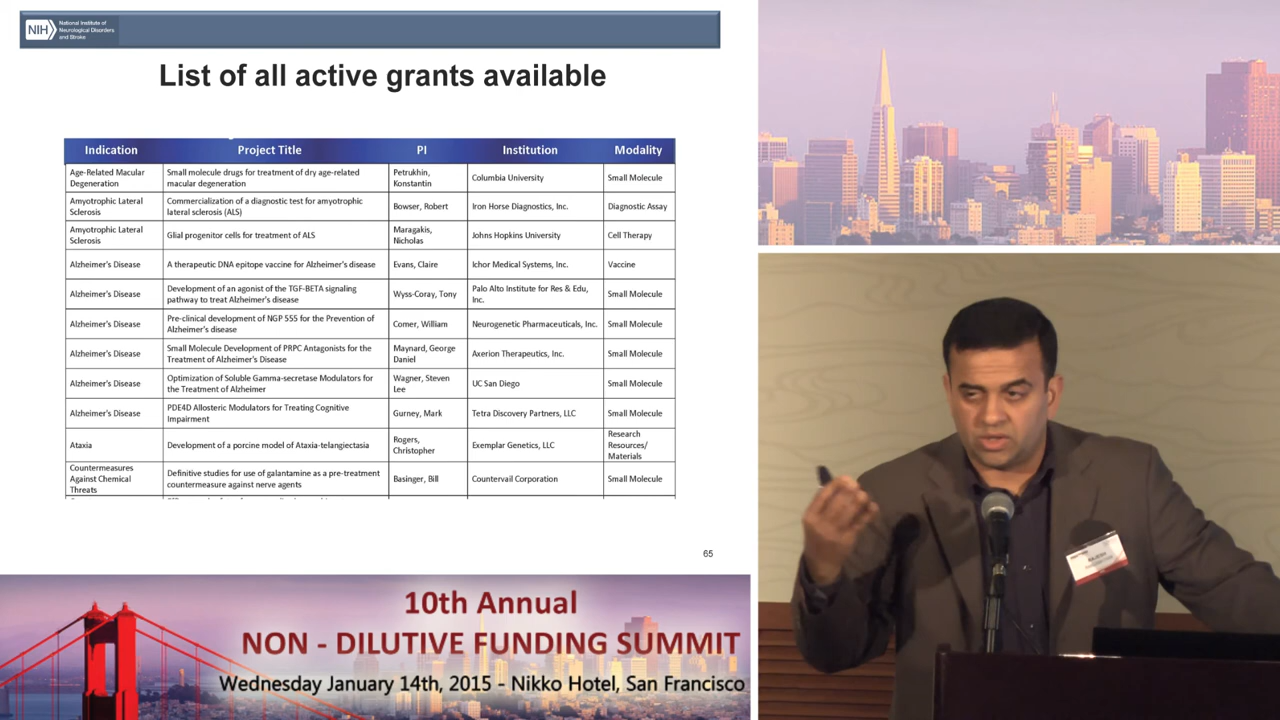 NIH
National Institute of
Neurological Disorders
and Stroke
List of all active grants available
Indication Project Title PI Institution Modality
Age-Related Macular Degeneration Small molecule drugs for treatment of dry age-related macular degeneration Petrukhin, Konstantin Columbia University Small Molecule
Amyotrophic Lateral Sclerosis Commercialization of a diagnostic test for amyotrophic lateral sclerosis (ALS) Bowser, Robert Iron Horse Diagnostics, Inc. Diagnostic Assay
Amyotrophic Lateral Sclerosis Glial progenitor cells for treatment of ALS Maragakis, Nicholas Johns Hopkins University Cell Therapy
Alzheimer's Disease A therapeutic DNA epitope vaccine for Alzheimer's disease Evans, Claire Ichor Medical Systems, Inc. Vaccine
Alzheimer's Disease Development of an agonist of the TGF-BETA signaling pathway to treat Alzheimer's disease Wyss-Coray, Tony Palo Alto Institute for Res & Edu, Inc. Small Molecule
Alzheimer's Disease Pre-clinical development of NGP 555 for the Prevention of Alzheimer's disease Comer, William Neurogenetic Pharmaceuticals, Inc. Small Molecule
Alzheimer's Disease Small Molecule Development of PRPC Antagonists for the Treatment of Alzheimer's Disease Maynard, George Daniel Axerion Therapeutics, Inc. Small Molecule
Alzheimer's Disease Optimization of Soluble Gamma-secretase Modulators for the Treatment of Alzheimer Wagner, Steven Lee UC San Diego Small Molecule
Alzheimer's Disease PDE4D Allosteric Modulators for Treating Cognitive Impairment Gurney, Mark Tetra Discovery Partners, LLC Small Molecule
Ataxia Development of a porcine model of Ataxia-telangiectasia Rogers, Christopher Exemplar Genetics, LLC Research Resources/ Materials
Countermeasures Against Chemical Threats Definitive studies for use of galantamine as a pre-treatment countermeasure against nerve agents Basinger, Bill Countervail Corporation Small Molecule
65
10th Annual
NON - DILUTIVE FUNDING SUMMIT
Wednesday January 14th, 2015 - Nikko Hotel, San Francisco